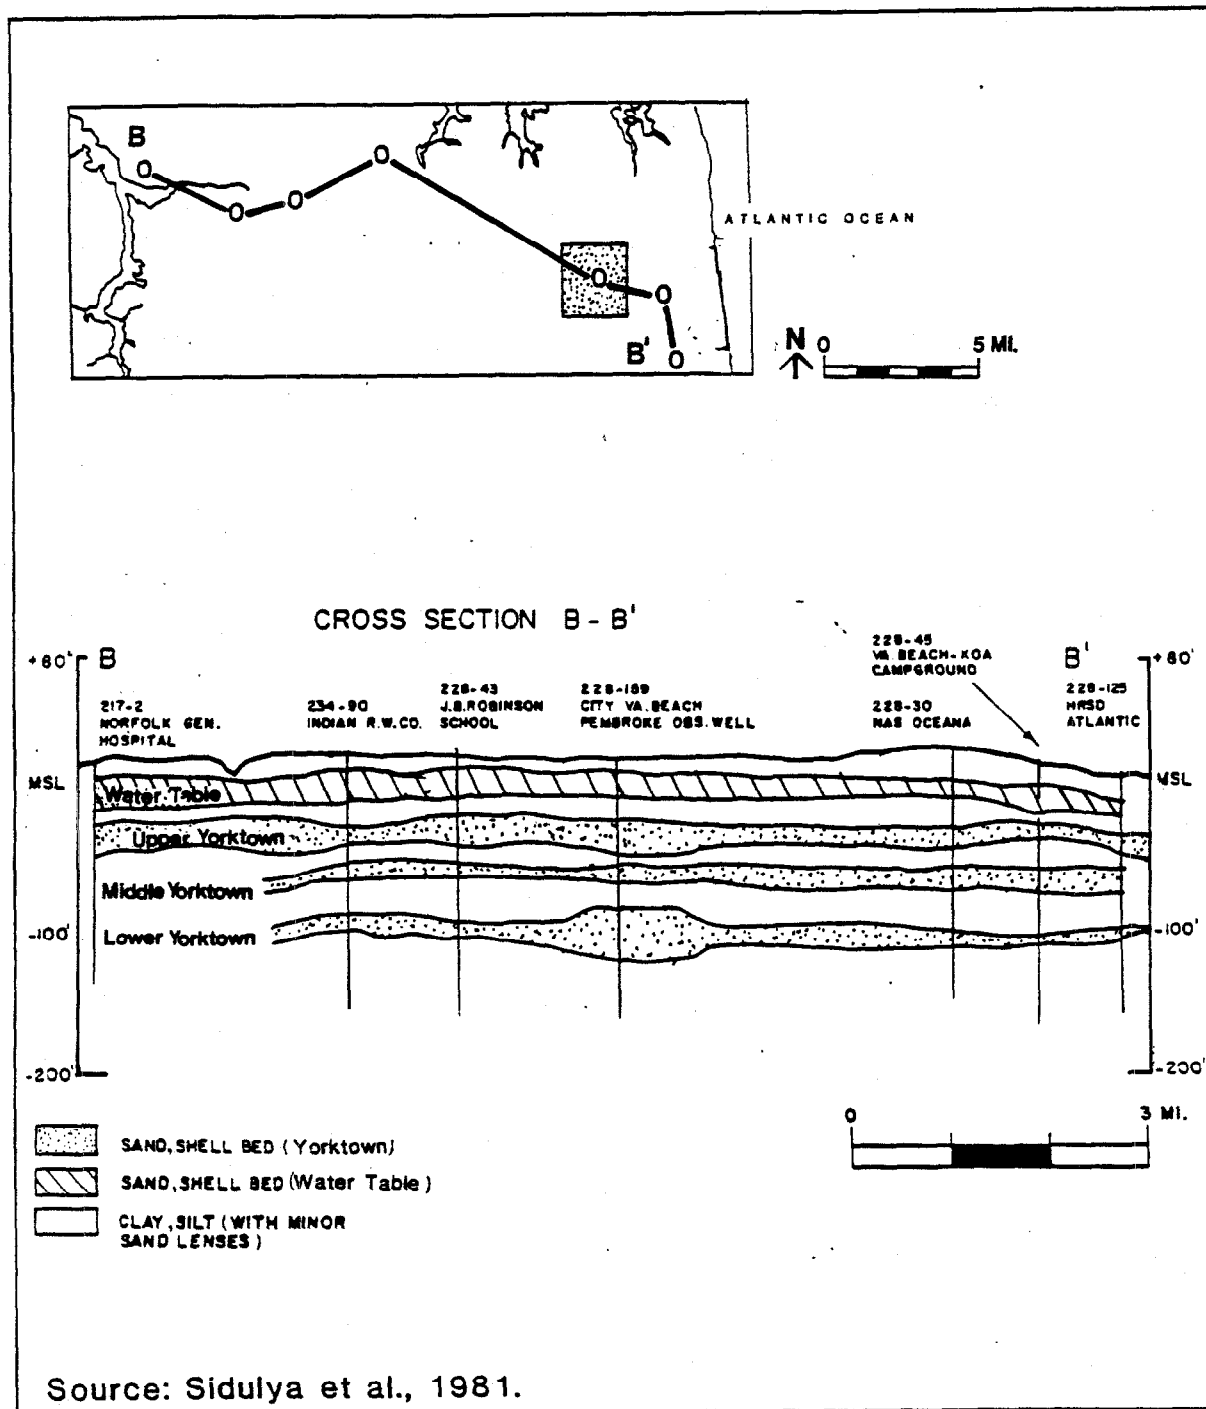 B
ATLANTIC OCEAN
B'
N
0 5 MI.
CROSS SECTION B - B'
+60' B
B' +60'
217-2
NORFOLK GEN.
HOSPITAL
234-90
INDIAN R.W.CO.
228-43
J.B.ROBINSON
SCHOOL
228-189
CITY VA.BEACH
PEMBROKE OBS.WELL
228-45
VA.BEACH-KOA
CAMPGROUND
228-30
NAS OCEANA
228-125
HRSD
ATLANTIC
MSL
MSL
Water Table
Upper Yorktown
Middle Yorktown
Lower Yorktown
-100'
-100'
-200'
-200'
0 3 MI.
SAND,SHELL BED (Yorktown)
SAND,SHELL BED (Water Table)
CLAY,SILT (WITH MINOR
SAND LENSES)
Source: Sidulya et al., 1981.